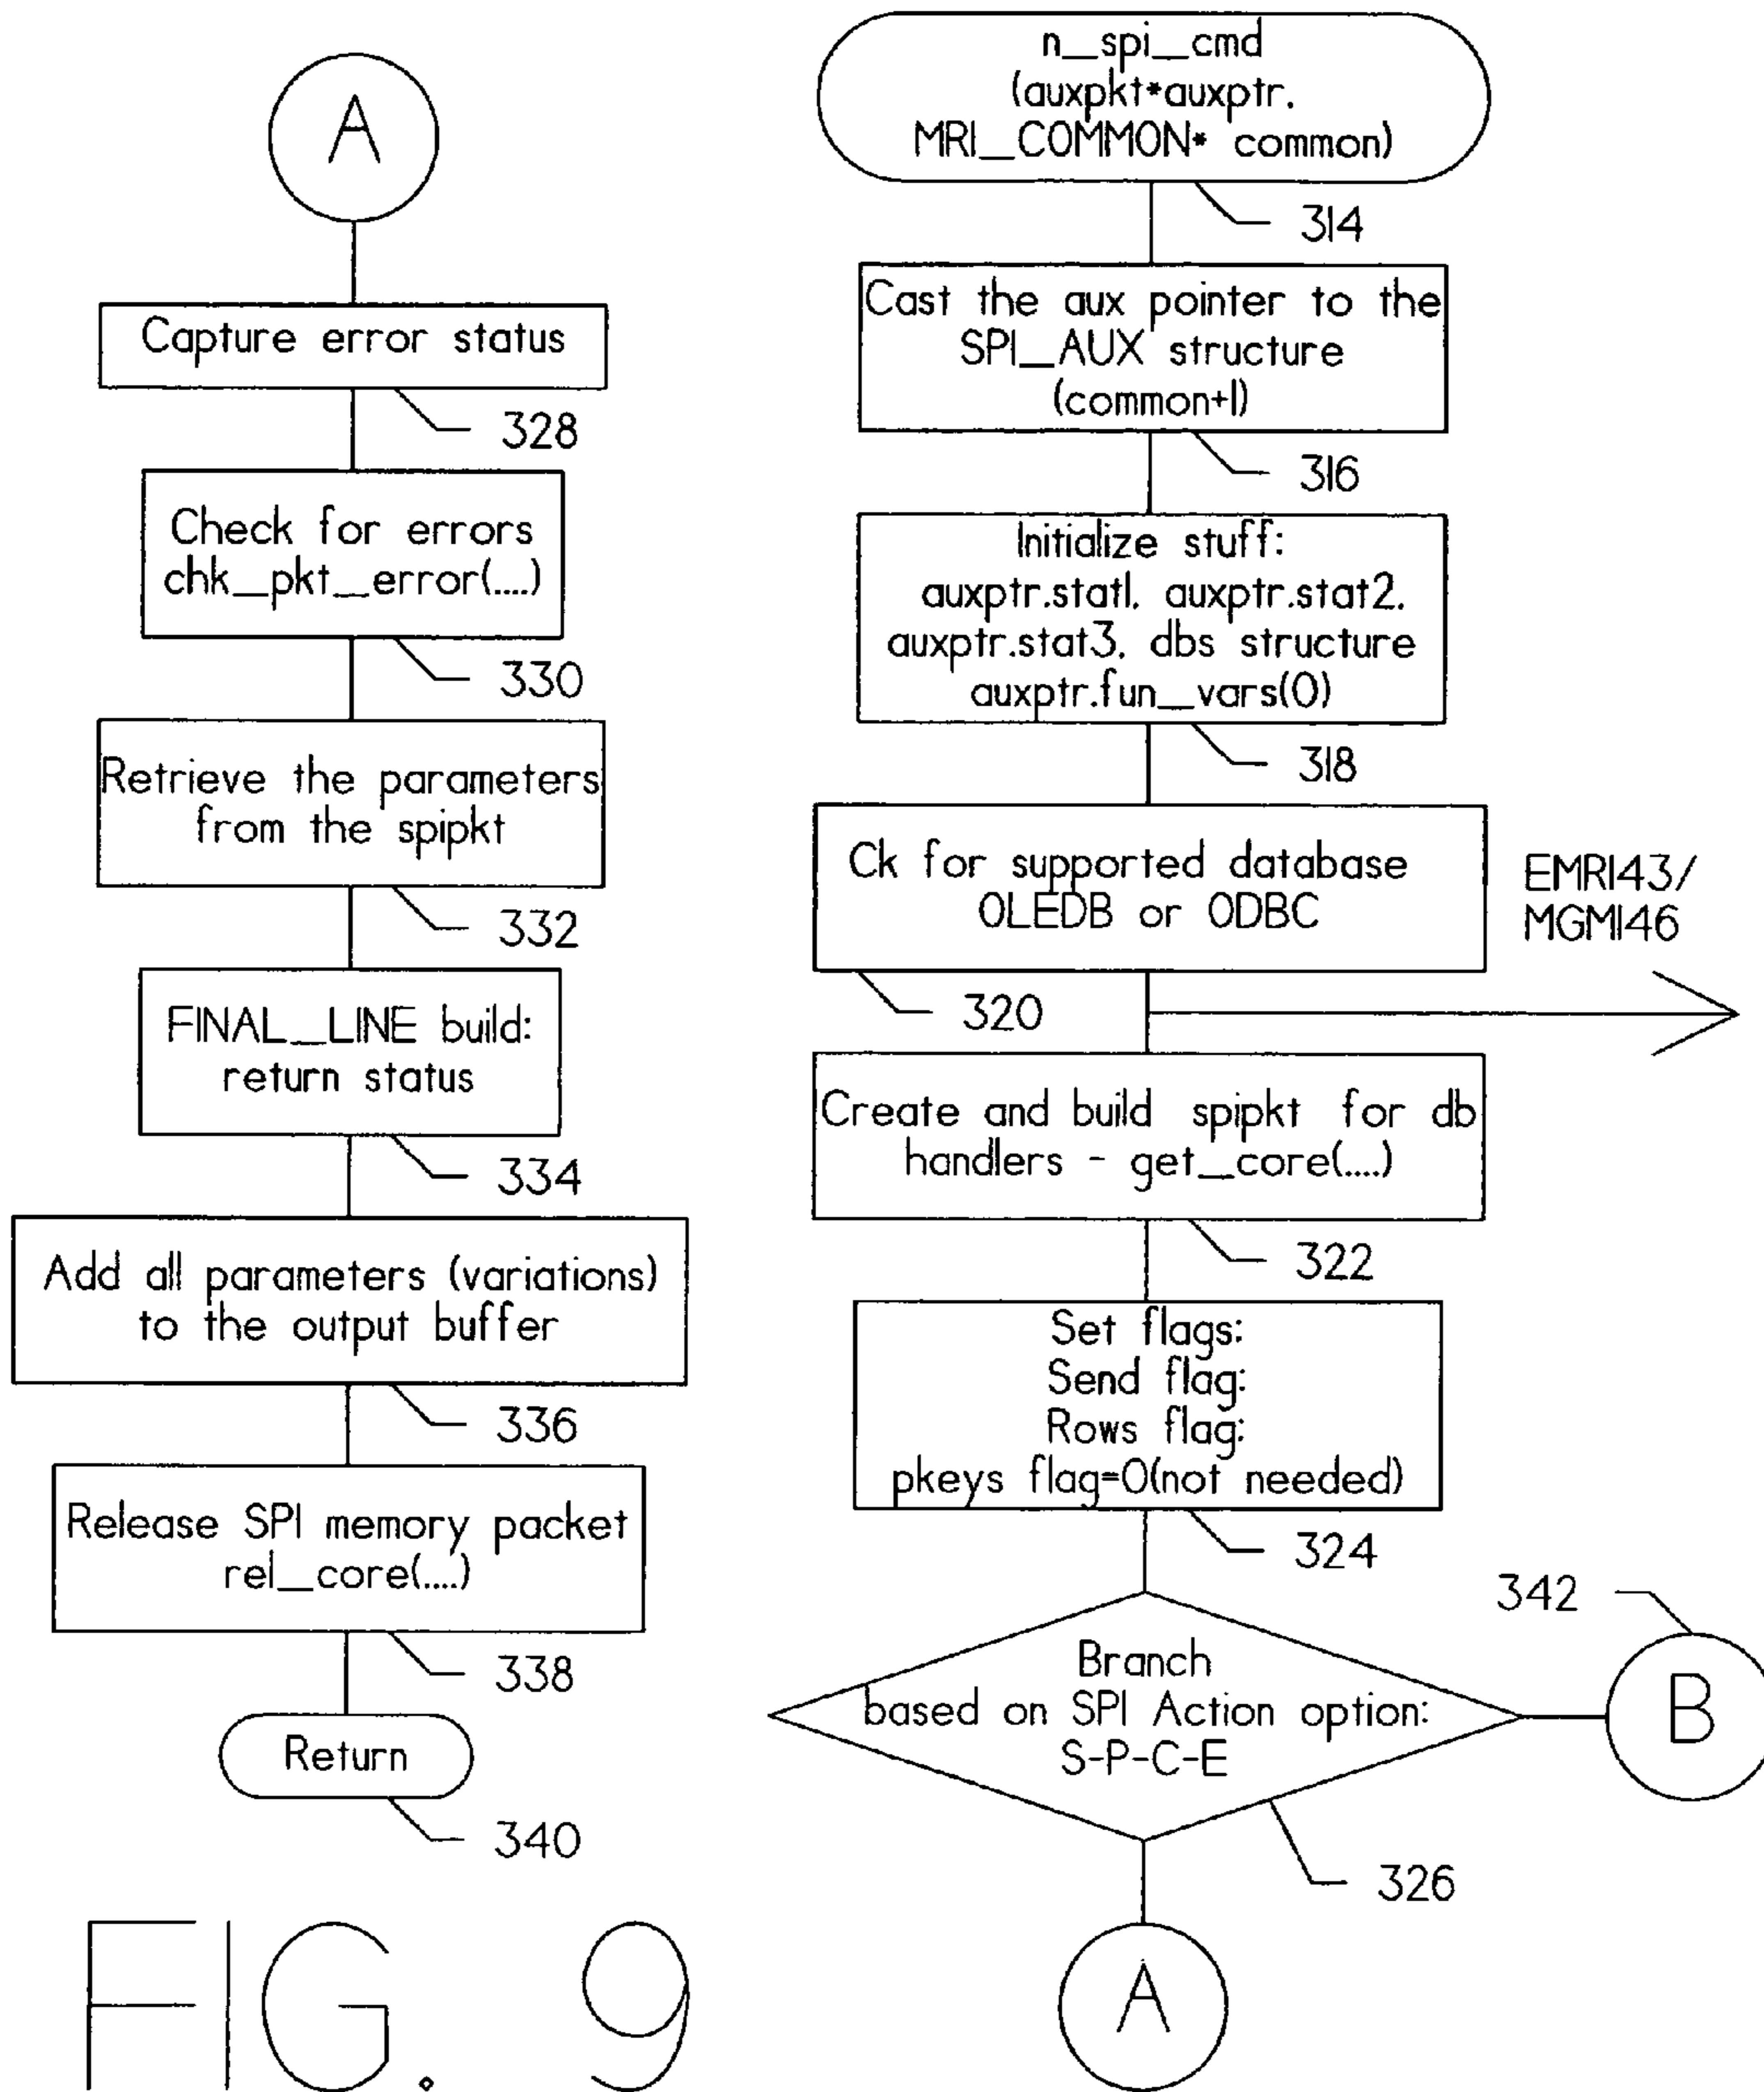 A
Capture error status
328
Check for errors
chk_pkt_error(....)
330
Retrieve the parameters
from the spipkt
332
FINAL_LINE build:
return status
334
Add all parameters (variations)
to the output buffer
336
Release SPI memory packet
rel_core(....)
338
Return
340
n_spi_cmd
(auxpkt*auxptr.
MRI_COMMON* common)
314
Cast the aux pointer to the
SPI_AUX structure
(common+1)
316
Initialize stuff:
auxptr.stat1. auxptr.stat2.
auxptr.stat3. dbs structure
auxptr.fun_vars(0)
318
Ck for supported database
OLEDB or ODBC
320
EMRI43/
MGMI46
Create and build spipkt for db
handlers - get_core(....)
322
Set flags:
Send flag:
Rows flag:
pkeys flag=0(not needed)
324
Branch
based on SPI Action option:
S-P-C-E
326
342
B
A
FIG. 9